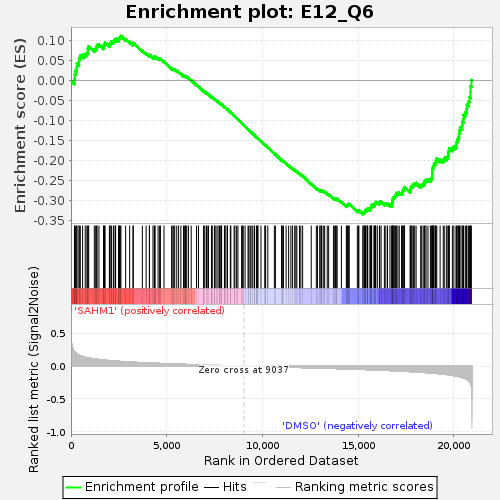 Enrichment plot: E12_Q6
Enrichment score (ES)
0.10
0.05
0.00
-0.05
-0.10
-0.15
-0.20
-0.25
-0.30
-0.35
'SAHM1' (positively correlated)
Ranked list metric (Signal2Noise)
0.5
0.0
-0.5
-1.0
Zero cross at 9037
'DMSO' (negatively correlated)
0
5,000
10,000
15,000
20,000
Rank in Ordered Dataset
Enrichment profile
Hits
Ranking metric scores